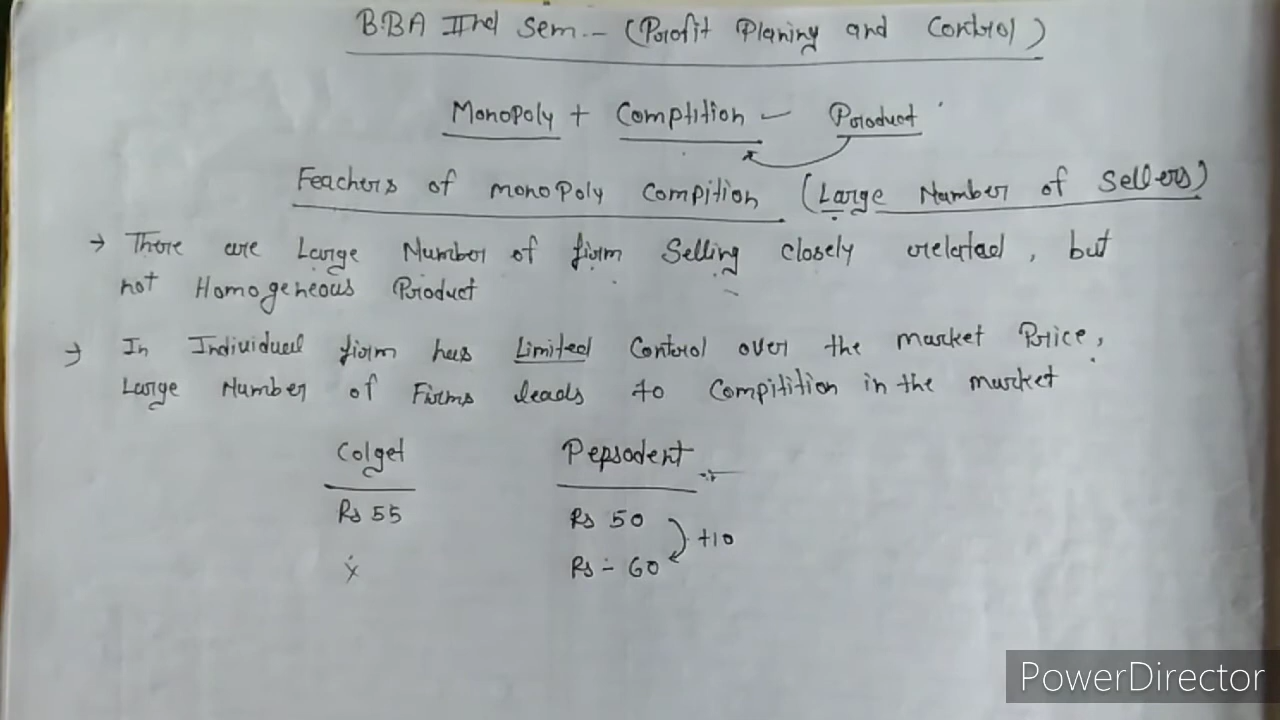 BBA IInd Sem - (Profit Planing and Control)
Monopoly + Comptition - Product
Feachers of monopoly compition (Large Number of Sellers)
→ There are Large Number of firm Selling closely related, but
not Homogeneous Product
→ In Individual firm has Limited Control over the market Price,
Large Number of Firms leads to Compitition in the market
Colget Pepsodent
Rs 55 Rs 50
x Rs - 60 +10
PowerDirector